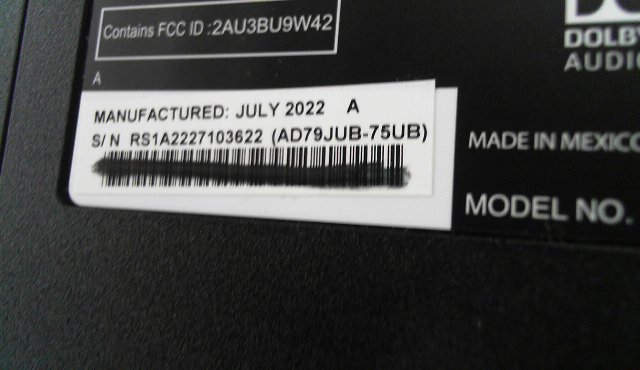 Contains FCC ID :2AU3BU9W42
DOLBY
AUDIO
A
MANUFACTURED: JULY 2022 A
S/N RS1A2227103622 (AD79JUB-75UB)
MADE IN MEXICO
MODEL NO.